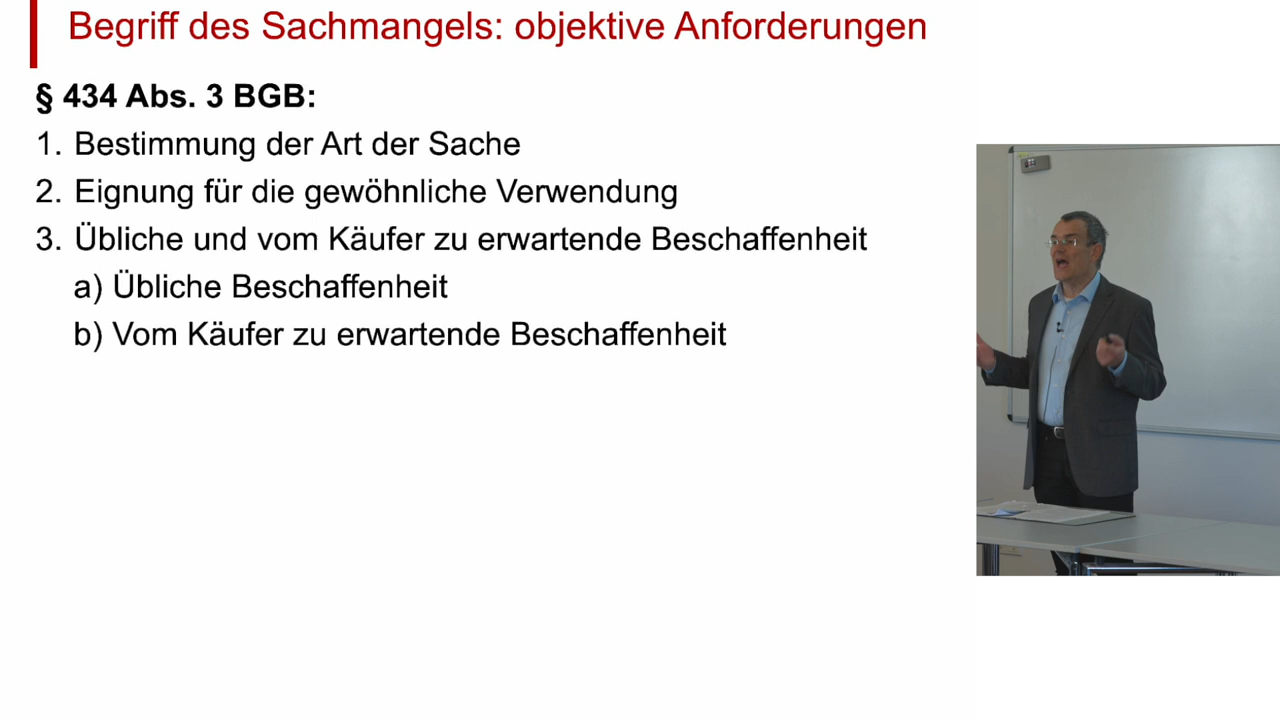 Begriff des Sachmangels: objektive Anforderungen
§ 434 Abs. 3 BGB:
1. Bestimmung der Art der Sache
2. Eignung für die gewöhnliche Verwendung
3. Übliche und vom Käufer zu erwartende Beschaffenheit
a) Übliche Beschaffenheit
b) Vom Käufer zu erwartende Beschaffenheit